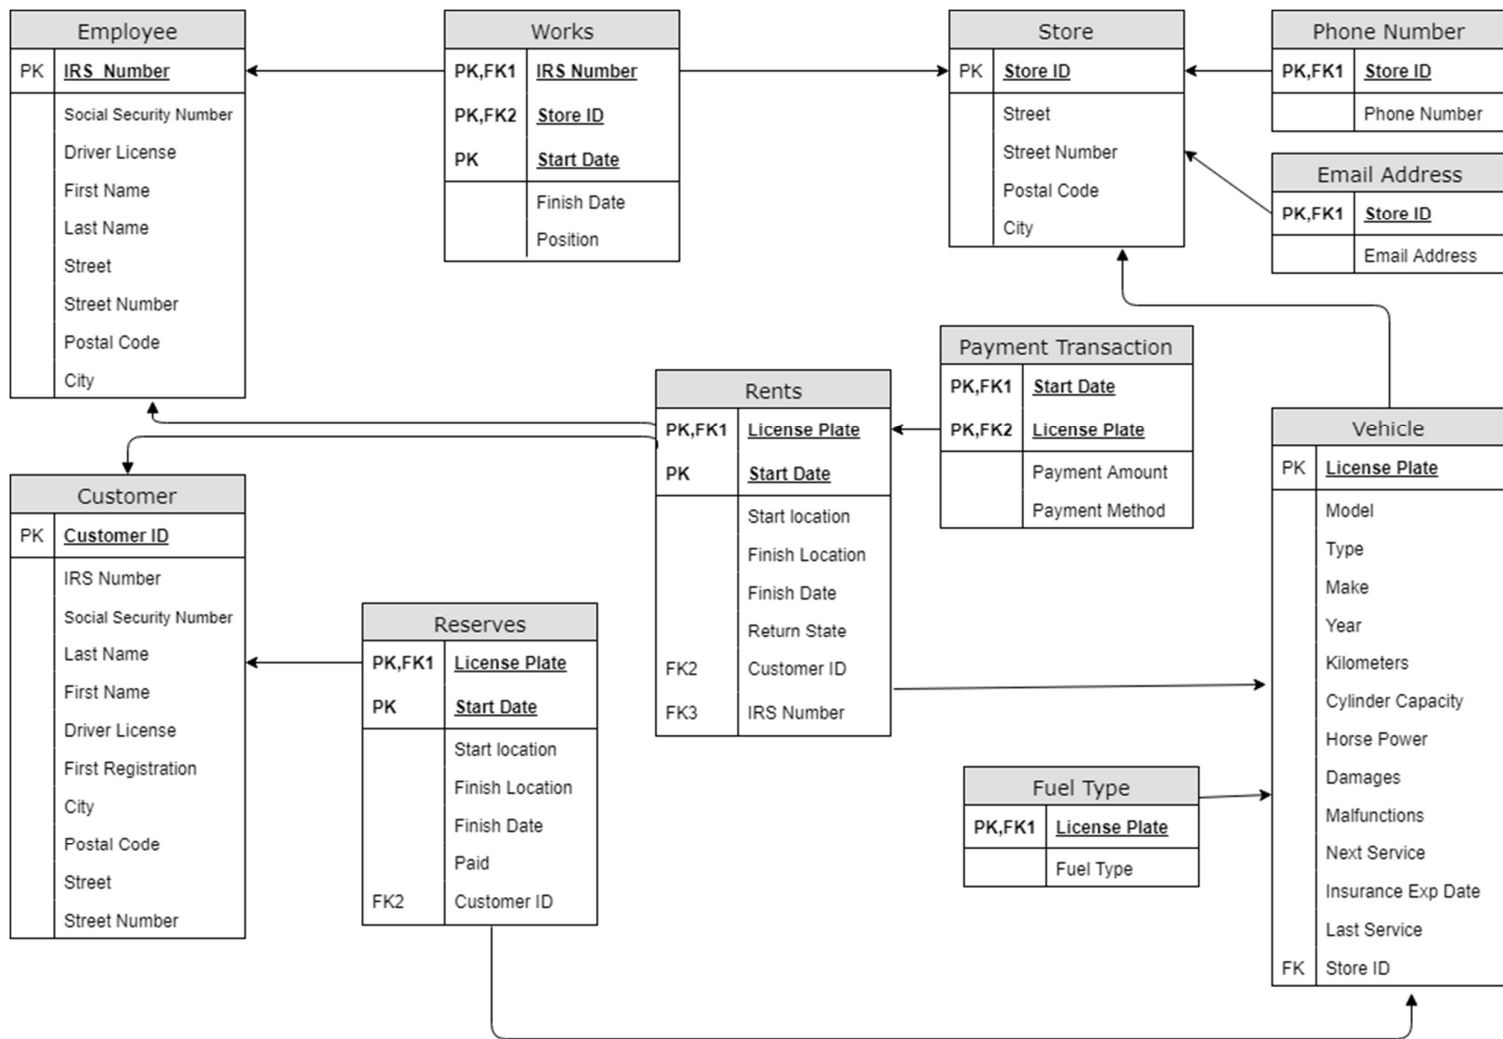 Employee
PK IRS_Number
Social Security Number
Driver License
First Name
Last Name
Street
Street Number
Postal Code
City
Works
PK,FK1 IRS Number
PK,FK2 Store ID
PK Start Date
Finish Date
Position
Store
PK Store ID
Street
Street Number
Postal Code
City
Phone Number
PK,FK1 Store ID
Phone Number
Email Address
PK,FK1 Store ID
Email Address
Payment Transaction
PK,FK1 Start Date
PK,FK2 License Plate
Payment Amount
Payment Method
Rents
PK,FK1 License Plate
PK Start Date
Start location
Finish Location
Finish Date
Return State
FK2 Customer ID
FK3 IRS Number
Vehicle
PK License Plate
Model
Type
Make
Year
Kilometers
Cylinder Capacity
Horse Power
Damages
Malfunctions
Next Service
Insurance Exp Date
Last Service
FK Store ID
Customer
PK Customer ID
IRS Number
Social Security Number
Last Name
First Name
Driver License
First Registration
City
Postal Code
Street
Street Number
Reserves
PK,FK1 License Plate
PK Start Date
Start location
Finish Location
Finish Date
Paid
FK2 Customer ID
Fuel Type
PK,FK1 License Plate
Fuel Type